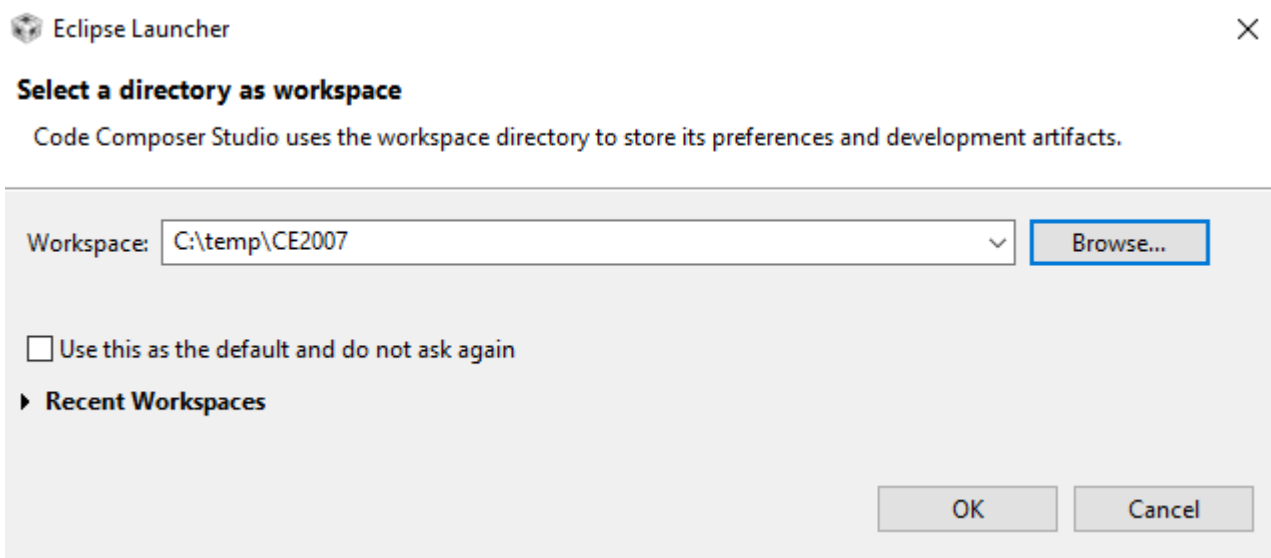 Eclipse Launcher
Select a directory as workspace
Code Composer Studio uses the workspace directory to store its preferences and development artifacts.
Workspace: C:\temp\CE2007 Browse...
Use this as the default and do not ask again
Recent Workspaces
OK Cancel